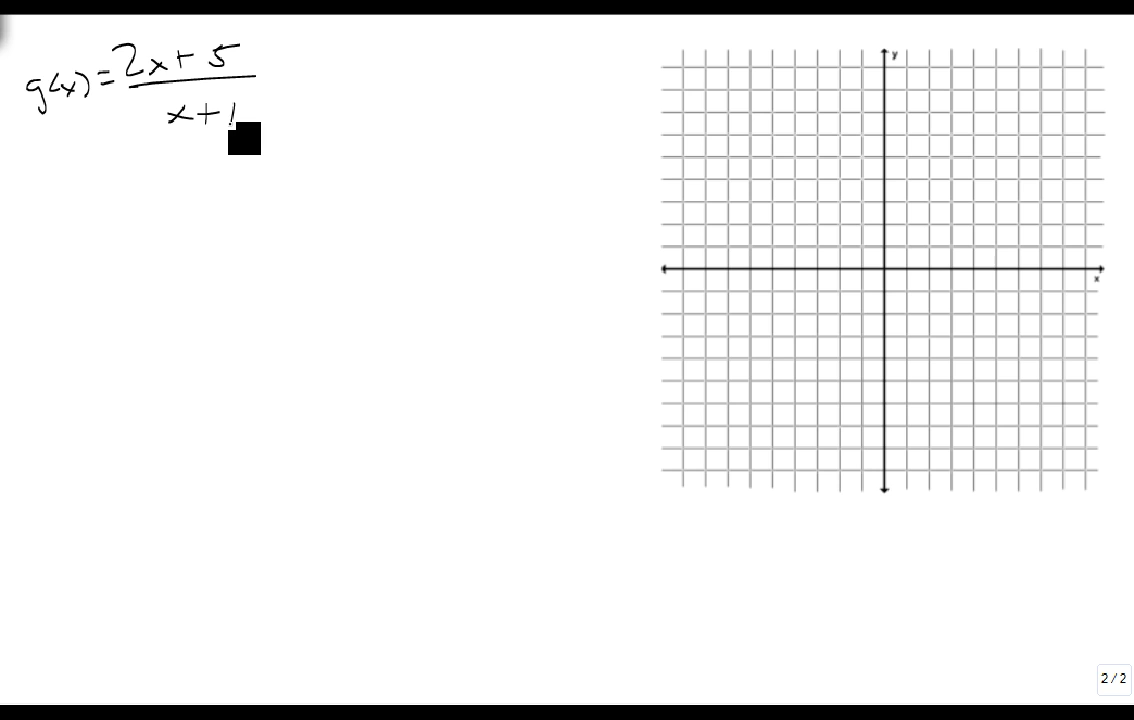 g(x) = 2x + 5
x + 1
y
x
2 / 2